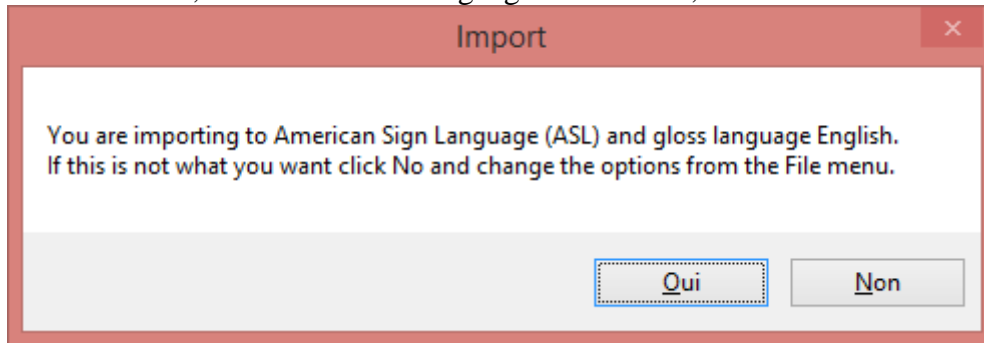 Import
You are importing to American Sign Language (ASL) and gloss language English.
If this is not what you want click No and change the options from the File menu.
Oui Non